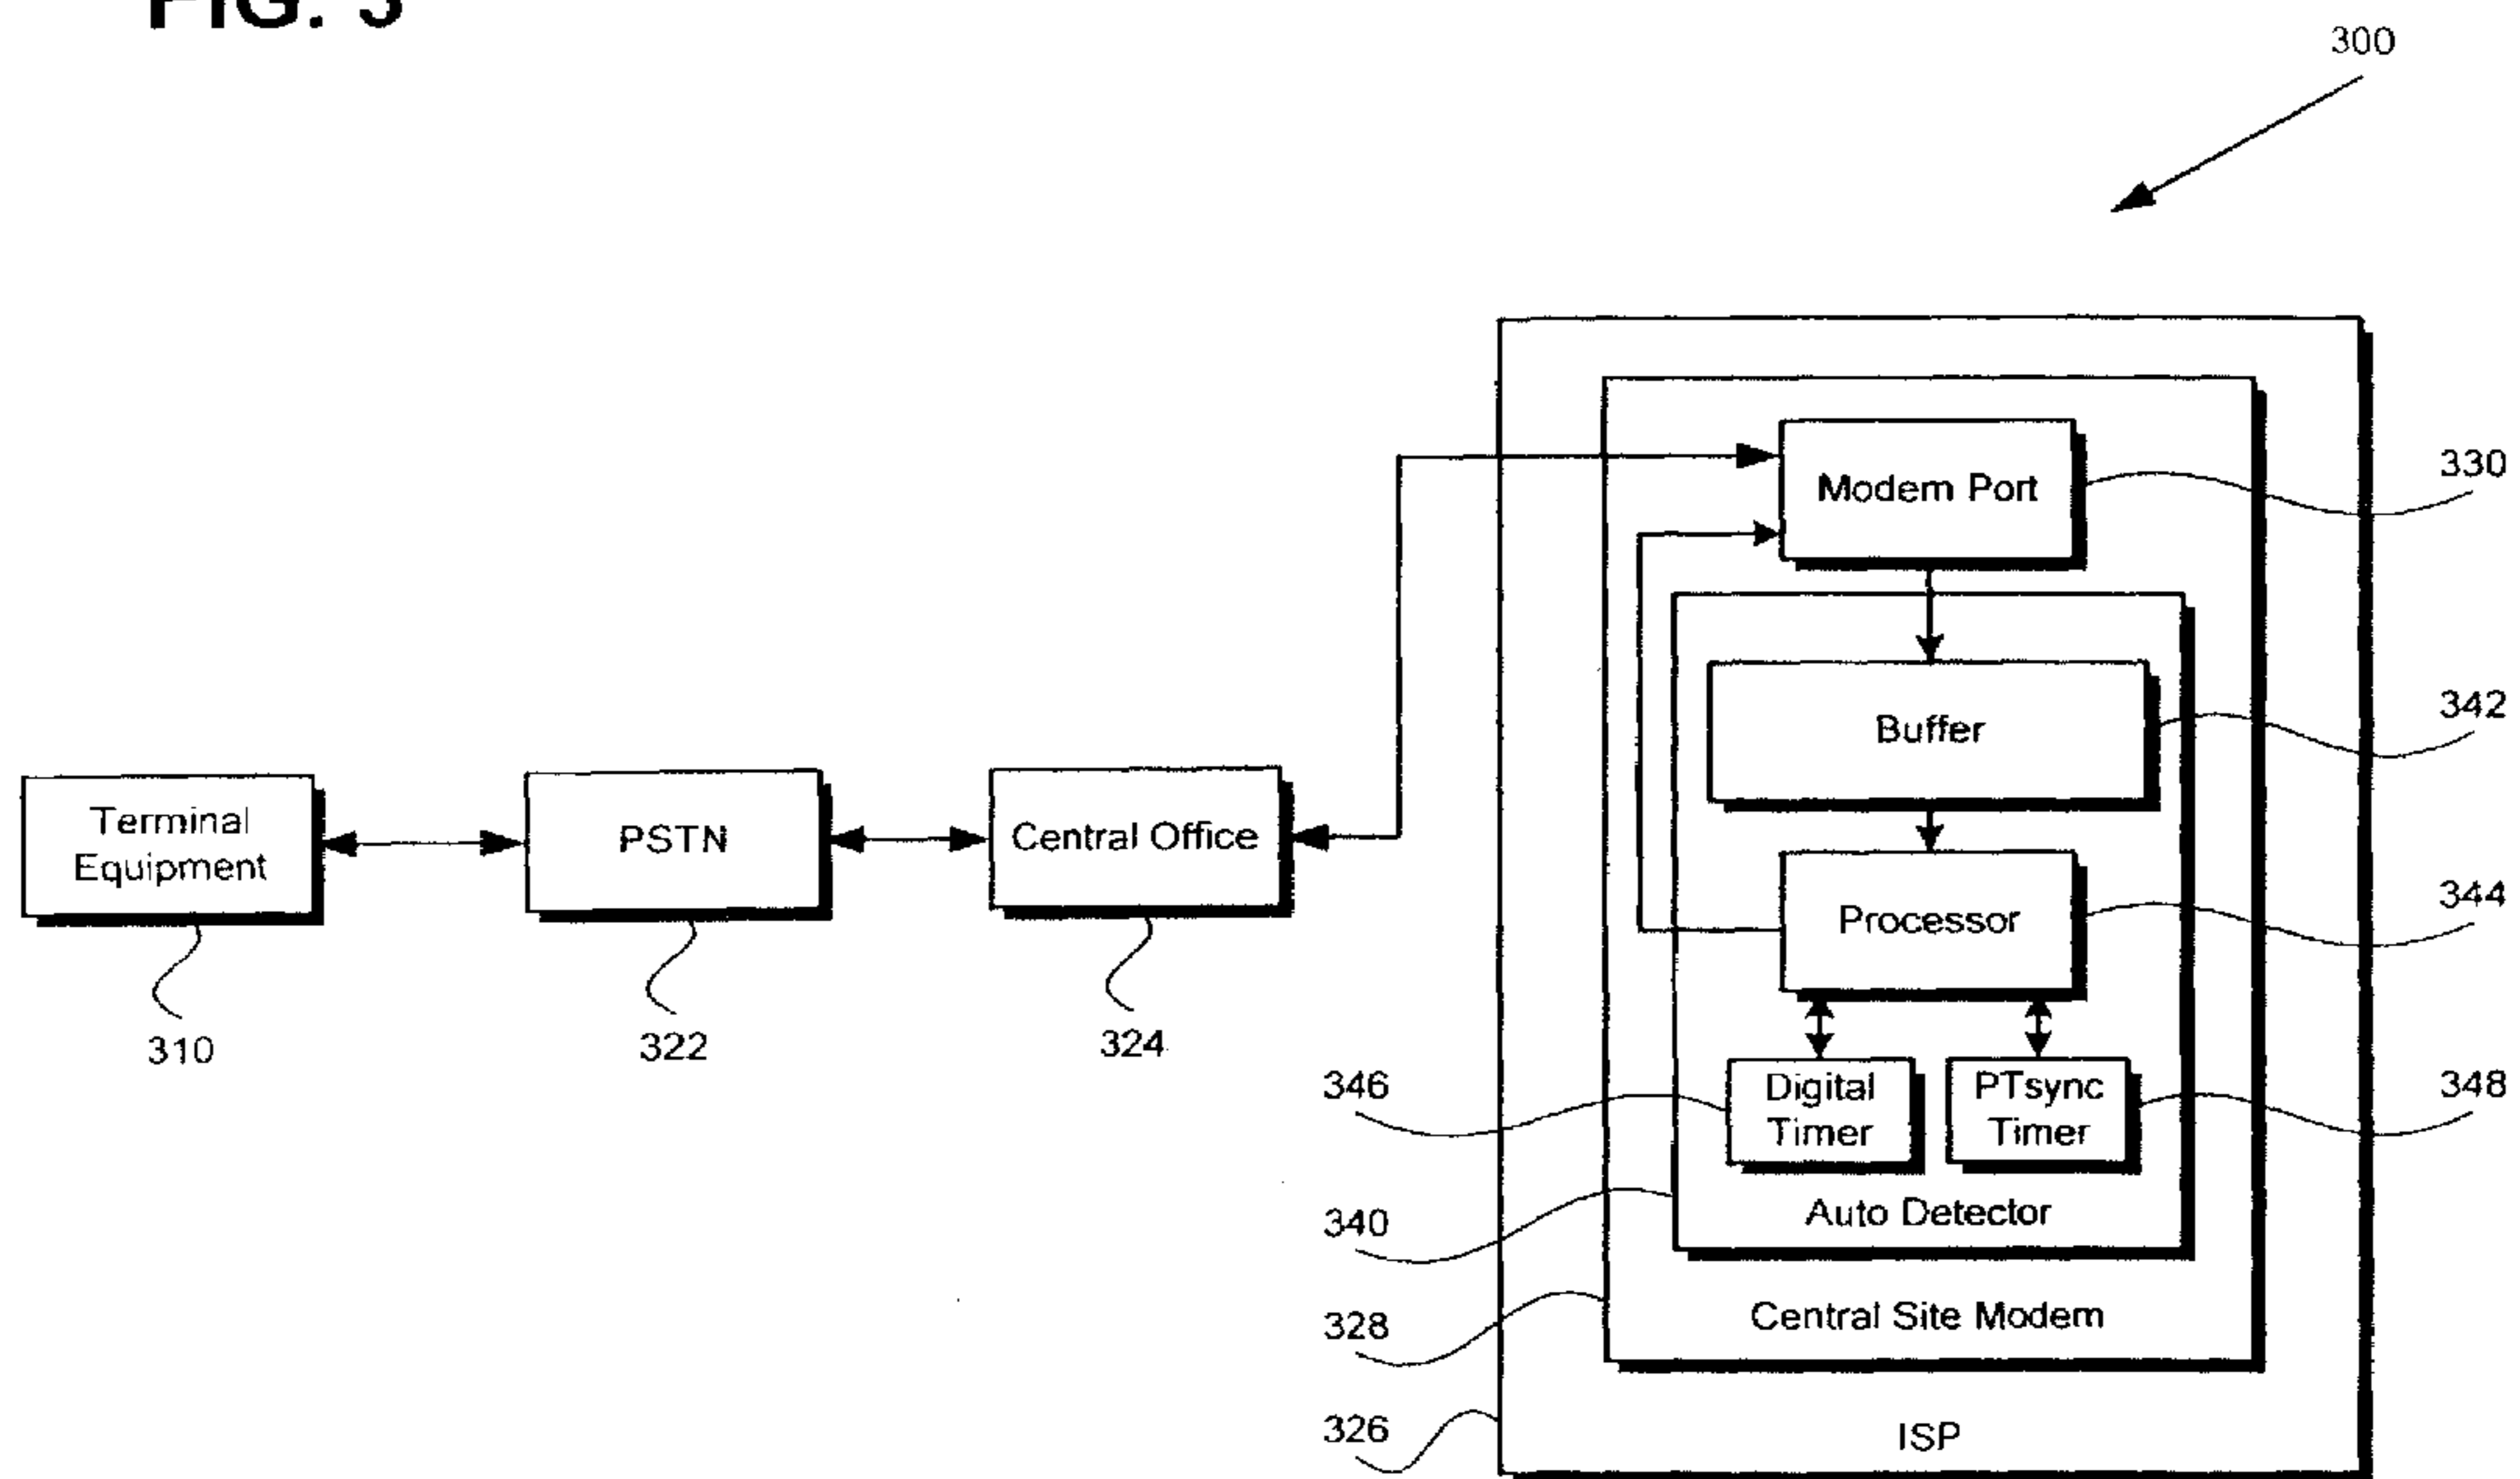 FIG. 3
300
Modem Port
330
Buffer
342
Terminal
Equipment
PSTN
Central Office
Processor
344
310
322
324
346
Digital
Timer
PTsync
Timer
348
340
Auto Detector
328
Central Site Modem
326
ISP